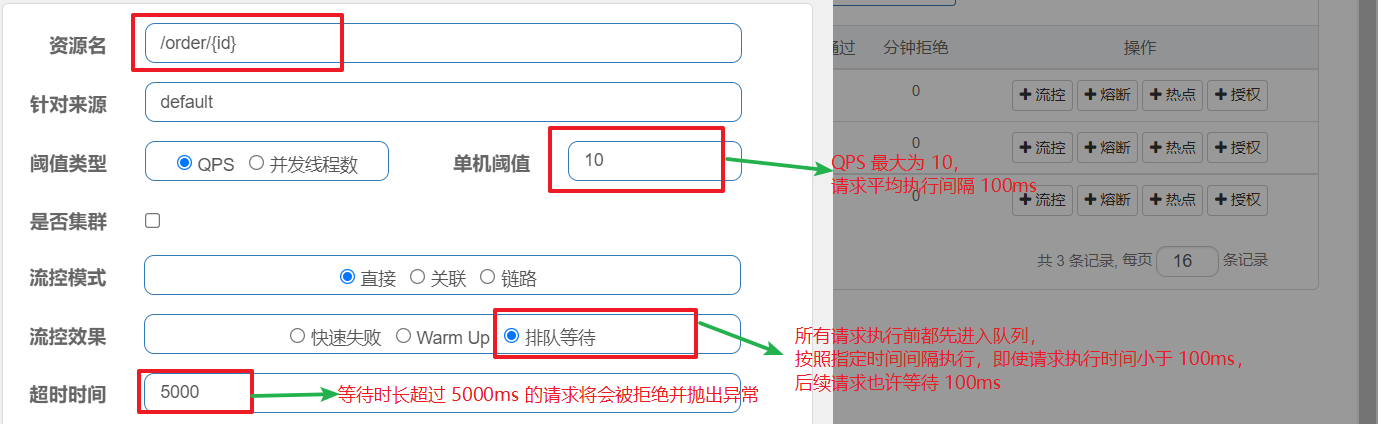 资源名 /order/{id}
针对来源 default
阈值类型 QPS 并发线程数 单机阈值 10
是否集群
流控模式 直接 关联 链路
流控效果 快速失败 Warm Up 排队等待
超时时间 5000
等待时长超过 5000ms 的请求将会被拒绝并抛出异常
通过 分钟拒绝 操作
0 流控 熔断 热点 授权
0 流控 熔断 热点 授权
QPS 最大为 10，
请求平均执行间隔 100ms
0 流控 熔断 热点 授权
共 3 条记录, 每页 16 条记录
所有请求执行前都先进入队列，
按照指定时间间隔执行，即使请求执行时间小于 100ms，
后续请求也许等待 100ms